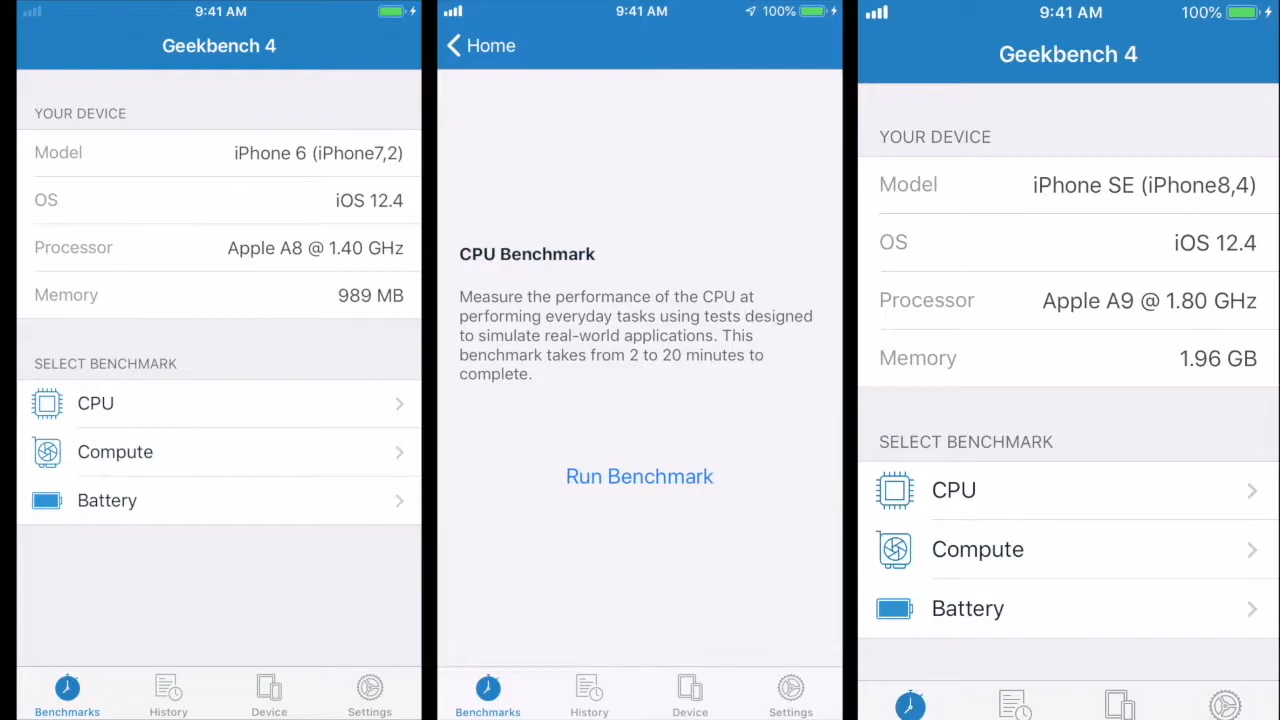 9:41 AM
Geekbench 4
YOUR DEVICE
Model iPhone 6 (iPhone7,2)
OS iOS 12.4
Processor Apple A8 @ 1.40 GHz
Memory 989 MB
SELECT BENCHMARK
CPU
Compute
Battery
Benchmarks History Device Settings
9:41 AM 100%
Home
CPU Benchmark
Measure the performance of the CPU at
performing everyday tasks using tests designed
to simulate real-world applications. This
benchmark takes from 2 to 20 minutes to
complete.
Run Benchmark
Benchmarks History Device Settings
9:41 AM 100%
Geekbench 4
YOUR DEVICE
Model iPhone SE (iPhone8,4)
OS iOS 12.4
Processor Apple A9 @ 1.80 GHz
Memory 1.96 GB
SELECT BENCHMARK
CPU
Compute
Battery